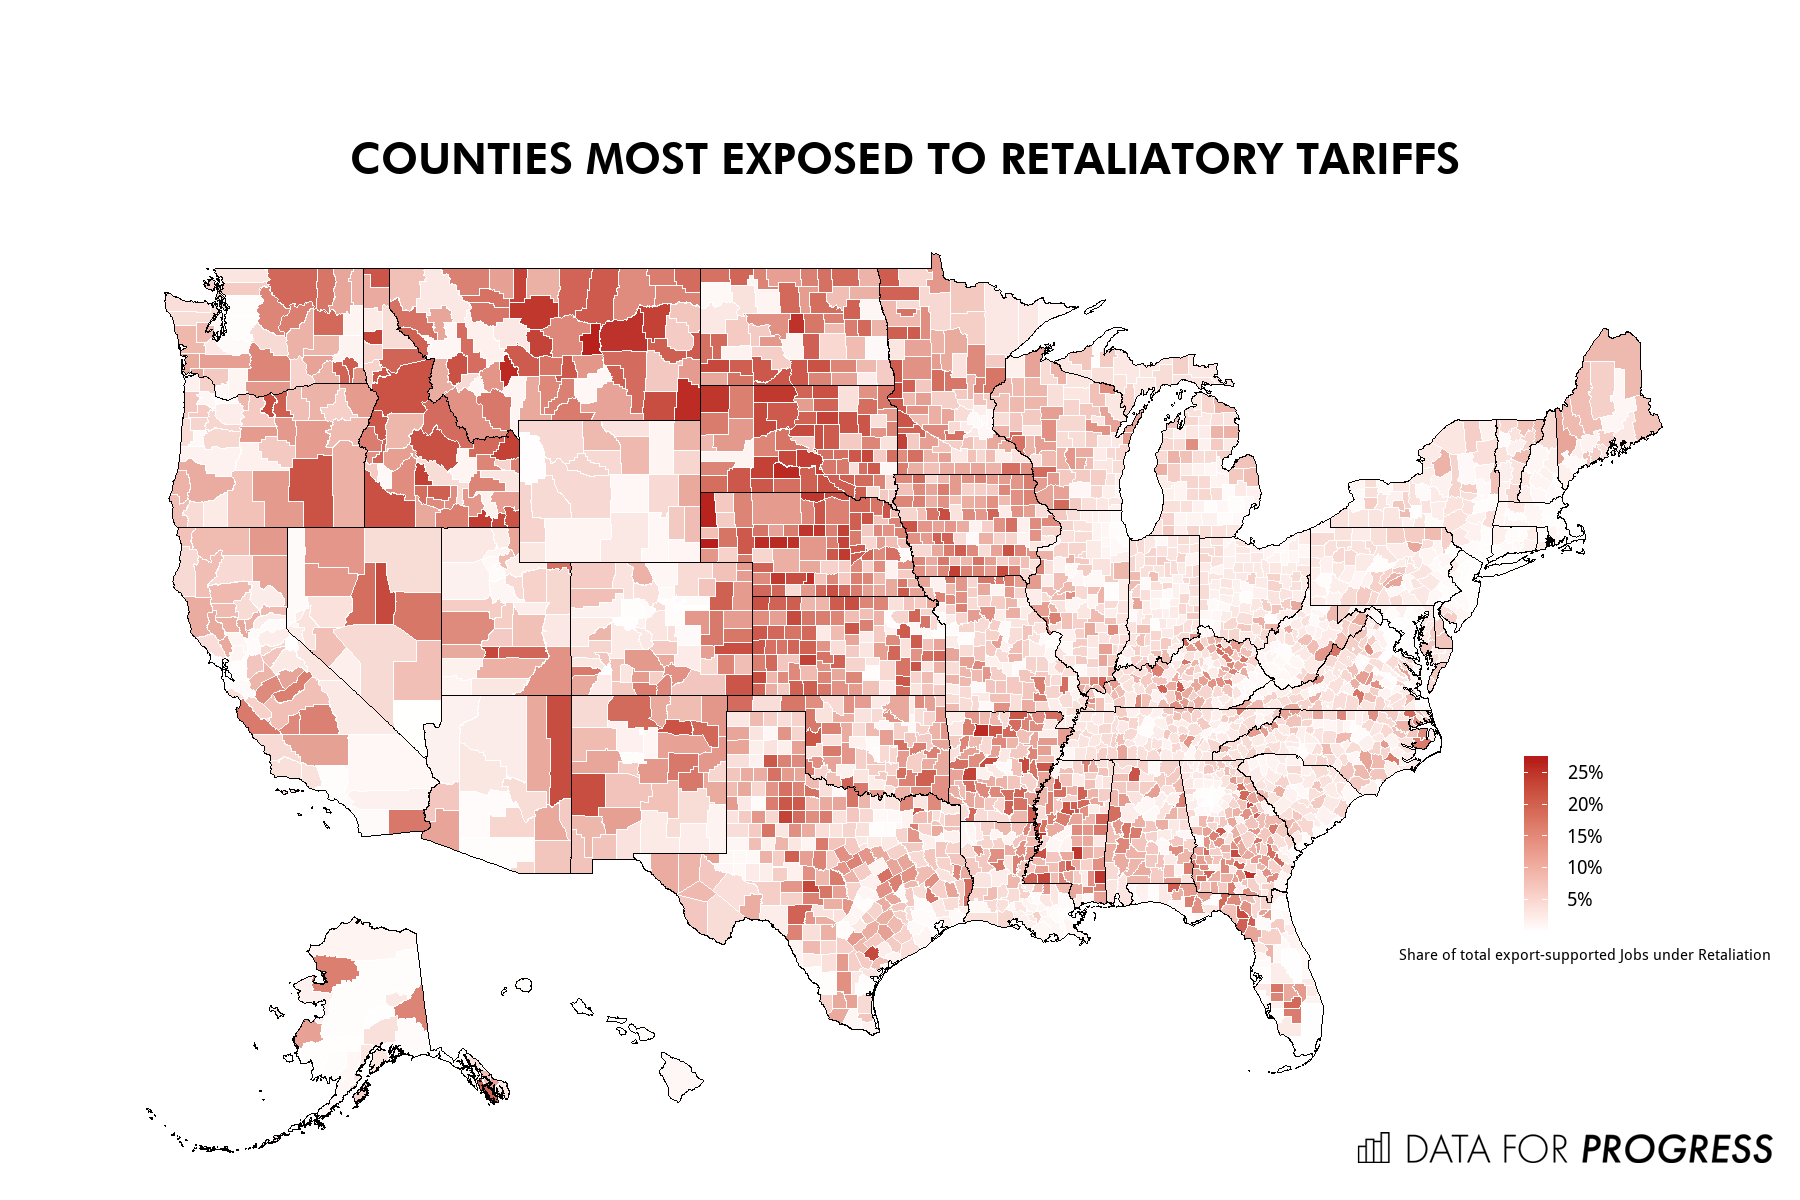 COUNTIES MOST EXPOSED TO RETALIATORY TARIFFS
25%
20%
15%
10%
5%
Share of total export-supported Jobs under Retaliation
DATA FOR PROGRESS